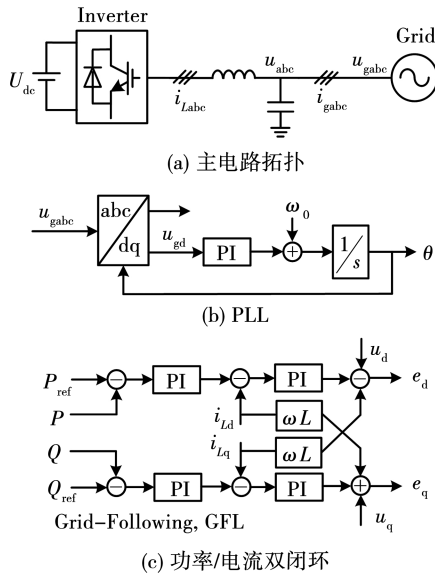 Inverter
Grid
U_dc
i_Labc
u_abc
i_gabc
u_gabc
(a) 主电路拓扑
u_gabc
abc
dq
u_gd
PI
ω_0
+
1/s
θ
(b) PLL
P_ref
−
PI
−
PI
−
u_d
e_d
P
i_Ld
ωL
Q
i_Lq
ωL
Q_ref
−
PI
−
PI
+
e_q
u_q
Grid-Following, GFL
(c) 功率/电流双闭环